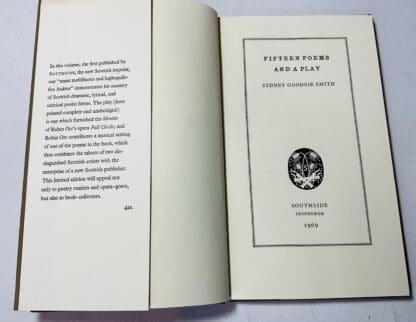 In this volume, the first published by
SOUTHSIDE, the new Scottish imprint,
our "most mellifluous and lugubguile-
five Auktor" demonstrates his mastery
of Scottish dramatic, lyrical, and
satirical poetic forms. The play (here
printed complete and unabridged)
is one which furnished the libretto
of Robin Orr's opera Full Circle; and
Robin Orr contributes a musical setting
of one of the poems in the book, which
thus combines the talents of two dis-
tinguished Scottish artists with the
enterprise of a new Scottish publisher.
This limited edition will appeal not
only to poetry readers and opera-goers,
but also to book-collectors.
42s.
FIFTEEN POEMS
AND A PLAY
SYDNEY GOODSIR SMITH
SOUTHSIDE
EDINBURGH
1969